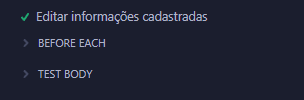 Editar informações cadastradas
BEFORE EACH
TEST BODY